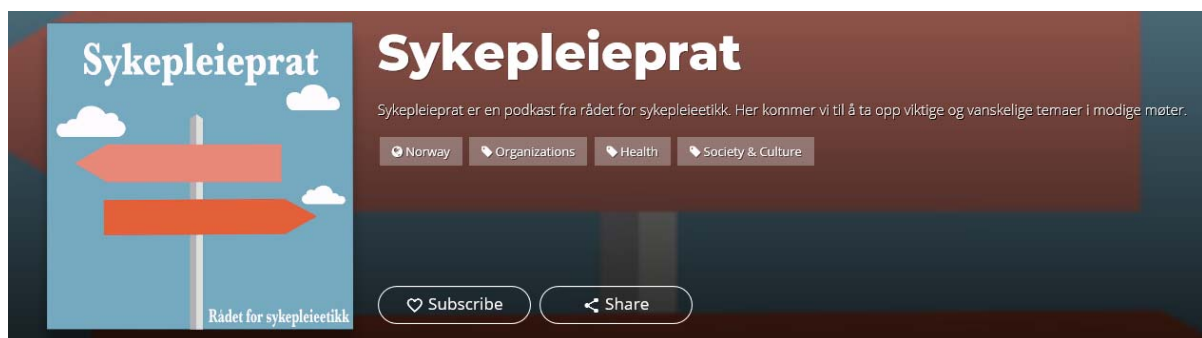 Sykepleieprat
Rådet for sykepleieetikk
Sykepleieprat
Sykepleieprat er en podkast fra rådet for sykepleieetikk. Her kommer vi til å ta opp viktige og vanskelige temaer i modige møter.
Norway Organizations Health Society & Culture
Subscribe Share